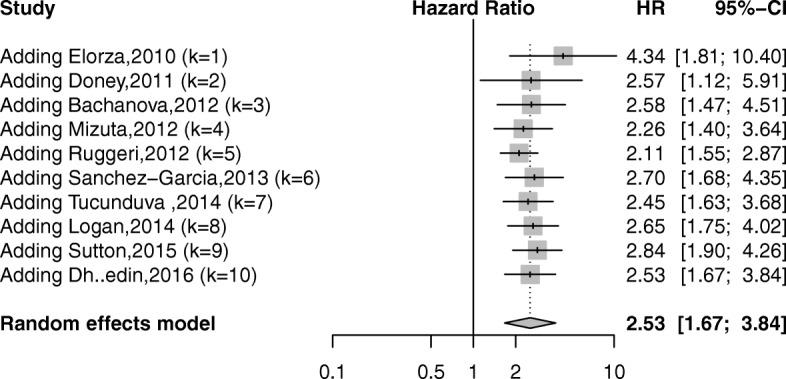 Study Hazard Ratio HR 95%−CI
Adding Elorza,2010 (k=1) 4.34 [1.81; 10.40]
Adding Doney,2011 (k=2) 2.57 [1.12; 5.91]
Adding Bachanova,2012 (k=3) 2.58 [1.47; 4.51]
Adding Mizuta,2012 (k=4) 2.26 [1.40; 3.64]
Adding Ruggeri,2012 (k=5) 2.11 [1.55; 2.87]
Adding Sanchez−Garcia,2013 (k=6) 2.70 [1.68; 4.35]
Adding Tucunduva ,2014 (k=7) 2.45 [1.63; 3.68]
Adding Logan,2014 (k=8) 2.65 [1.75; 4.02]
Adding Sutton,2015 (k=9) 2.84 [1.90; 4.26]
Adding Dh..edin,2016 (k=10) 2.53 [1.67; 3.84]
Random effects model 2.53 [1.67; 3.84]
0.1 1 2 10